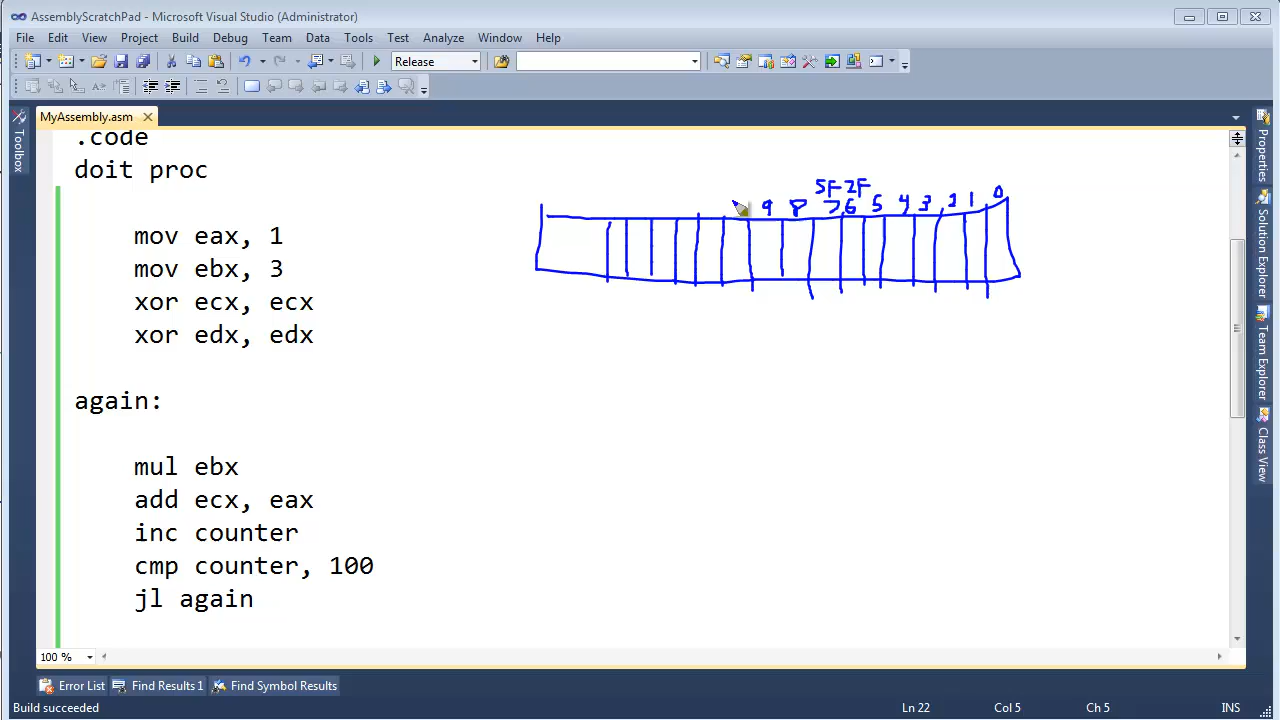 AssemblyScratchPad - Microsoft Visual Studio (Administrator)
File Edit View Project Build Debug Team Data Tools Test Analyze Window Help
Release
MyAssembly.asm
Toolbox
.code
doit proc
5F 2F
9 8 7 6 5 4 3 2 1 0
mov eax, 1
mov ebx, 3
xor ecx, ecx
xor edx, edx
again:
mul ebx
add ecx, eax
inc counter
cmp counter, 100
jl again
Properties
Solution Explorer
Team Explorer
Class View
100 %
Error List Find Results 1 Find Symbol Results
Build succeeded Ln 22 Col 5 Ch 5 INS